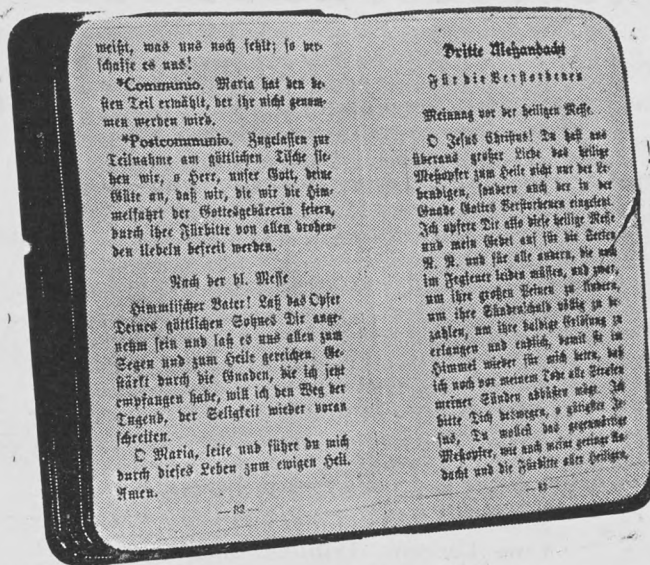 weißt, was uns noch fehlt; so ver-
schaffe es uns!
*Communio. Maria hat den be-
sten Teil erwählt, der ihr nicht genom-
men werden wird.
*Postcommunio. Zugelassen zur
Teilnahme am göttlichen Tische fle-
hen wir, o Herr, unser Gott, deine
Güte an, daß wir, die wir die Him-
melfahrt der Gottesgebärerin feiern,
durch ihre Fürbitte von allen drohen-
den Uebeln befreit werden.
Nach der hl. Messe
Himmlischer Vater! Laß das Opfer
Deines göttlichen Sohnes Dir ange-
nehm sein und laß es uns allen zum
Segen und zum Heile gereichen. Ge-
stärkt durch die Gnaden, die ich jetzt
empfangen habe, will ich den Weg der
Tugend, der Seligkeit wieder voran
schreiten.
O Maria, leite und führe du mich
durch dieses Leben zum ewigen Heil.
Amen.
— 92 —
Dritte Meßandacht
Für die Verstorbenen
Meinung vor der heiligen Messe.
O Jesus Christus! Du hast aus
überaus großer Liebe das heilige
Meßopfer zum Heile nicht nur der Le-
bendigen, sondern auch der in der
Gnade Gottes Verstorbenen eingesetzt.
Ich opfere Dir also diese heilige Messe
und mein Gebet auf für die Seelen
N. N. und für alle andern, die noch
im Fegfeuer leiden müssen, und zwar,
um ihre großen Peinen zu lindern,
um ihre Sündenschuld völlig zu be-
zahlen, um ihre baldige Erlösung zu
erlangen und endlich, damit sie im
Himmel wieder für mich beten, daß
ich noch vor meinem Tode alle Strafen
meiner Sünden abbüßen möge. Ich
bitte Dich deswegen, o gütigster Je-
sus, Du wollest das gegenwärtige
Meßopfer, wie auch meine geringe An-
dacht und die Fürbitte aller Heiligen,
— 93 —